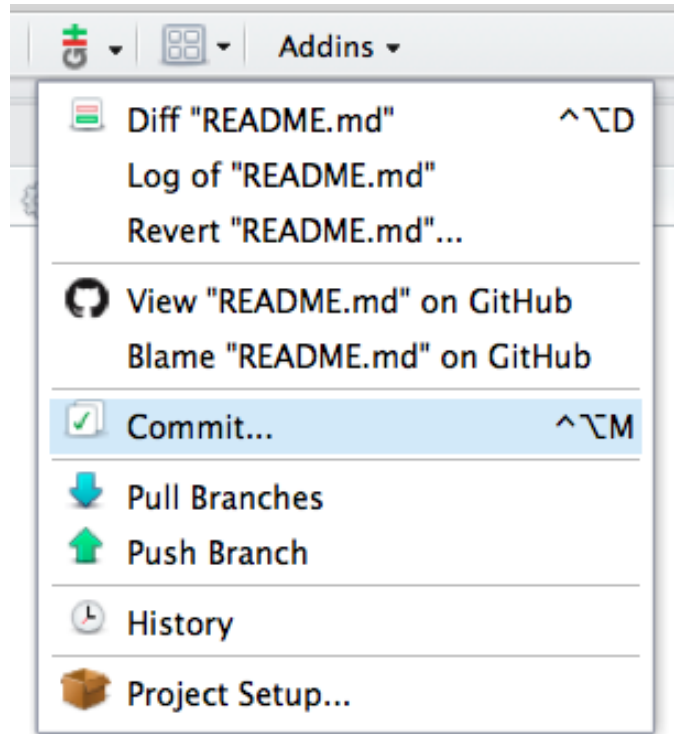 Git
Addins
Diff "README.md" ^⌥D
Log of "README.md"
Revert "README.md"...
View "README.md" on GitHub
Blame "README.md" on GitHub
Commit... ^⌥M
Pull Branches
Push Branch
History
Project Setup...